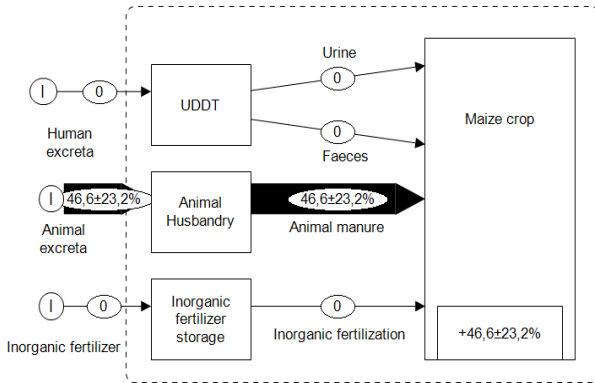 Urine
I
0
UDDT
0
Maize crop
Human
excreta
0
Faeces
I
46,6±23,2%
Animal
Husbandry
46,6±23,2%
Animal
excreta
Animal manure
I
0
Inorganic
fertilizer
storage
0
Inorganic fertilizer
Inorganic fertilization
+46,6±23,2%